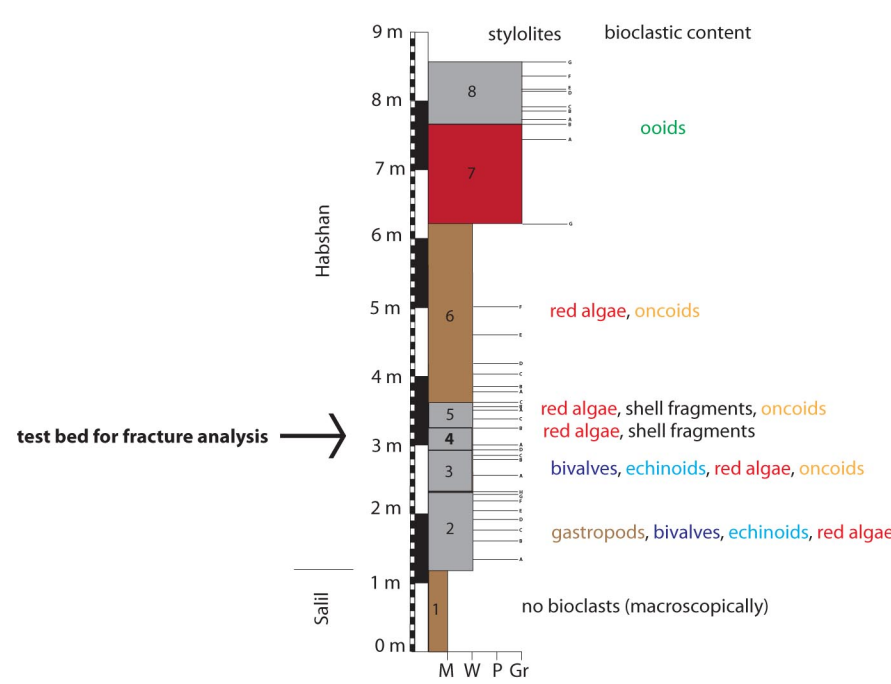 9 m
stylolites
bioclastic content
G
F
E
D
8
8 m
C
B
A
B
ooids
A
7 m
7
Habshan
6 m
G
5 m
F
6
red algae, oncoids
E
D
4 m
C
B
A
C
5
red algae, shell fragments, oncoids
C
B
test bed for fracture analysis
4
red algae, shell fragments
3 m
A
D
C
B
3
bivalves, echinoids, red algae, oncoids
A
H
G
F
2 m
E
D
2
C
gastropods, bivalves, echinoids, red algae
B
A
1 m
Salil
1
no bioclasts (macroscopically)
0 m
M W P Gr